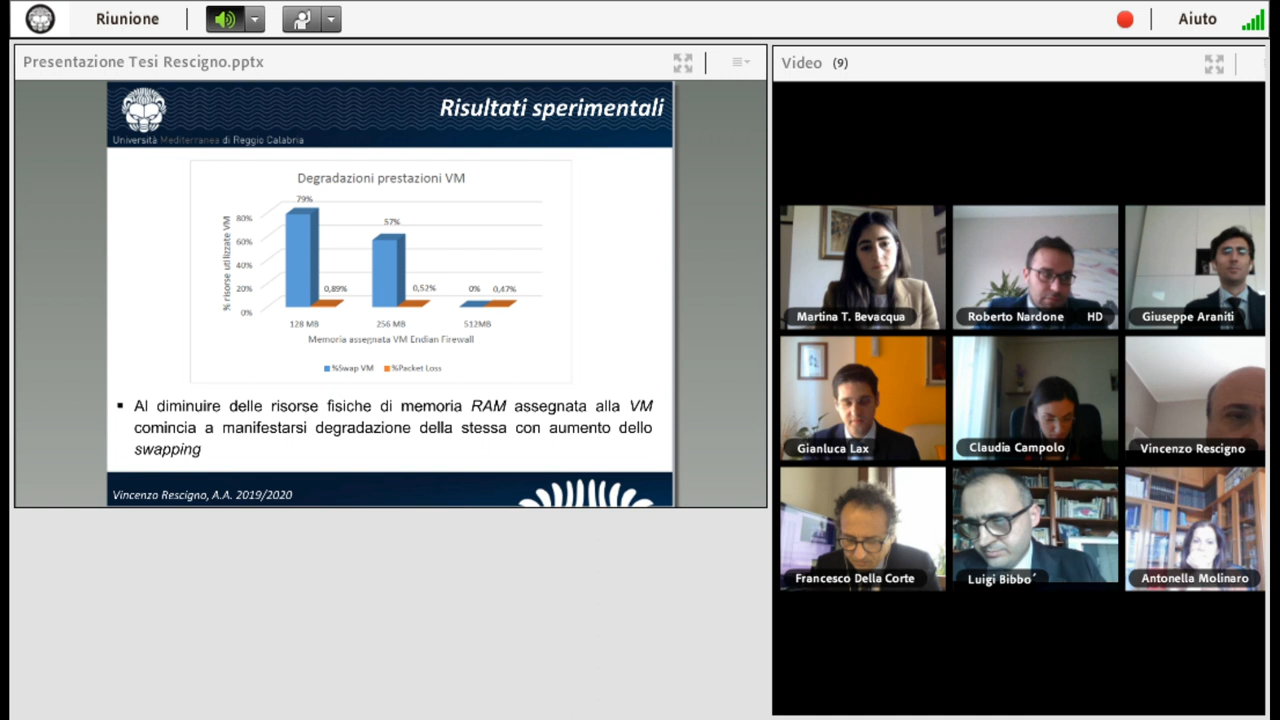 Riunione
Aiuto
Presentazione Tesi Rescigno.pptx
Video (9)
Risultati sperimentali
Università Mediterranea di Reggio Calabria
Degradazioni prestazioni VM
% risorse utilizzate VM
80%
60%
40%
20%
0%
79%
0,89%
57%
0,52%
0%
0,47%
128 MB
256 MB
512MB
Memoria assegnata VM Endian Firewall
%Swap VM
%Packet Loss
▪ Al diminuire delle risorse fisiche di memoria RAM assegnata alla VM
comincia a manifestarsi degradazione della stessa con aumento dello
swapping
Vincenzo Rescigno, A.A. 2019/2020
Martina T. Bevacqua
Roberto Nardone HD
Giuseppe Araniti
Gianluca Lax
Claudia Campolo
Vincenzo Rescigno
Francesco Della Corte
Luigi Bibbo´
Antonella Molinaro